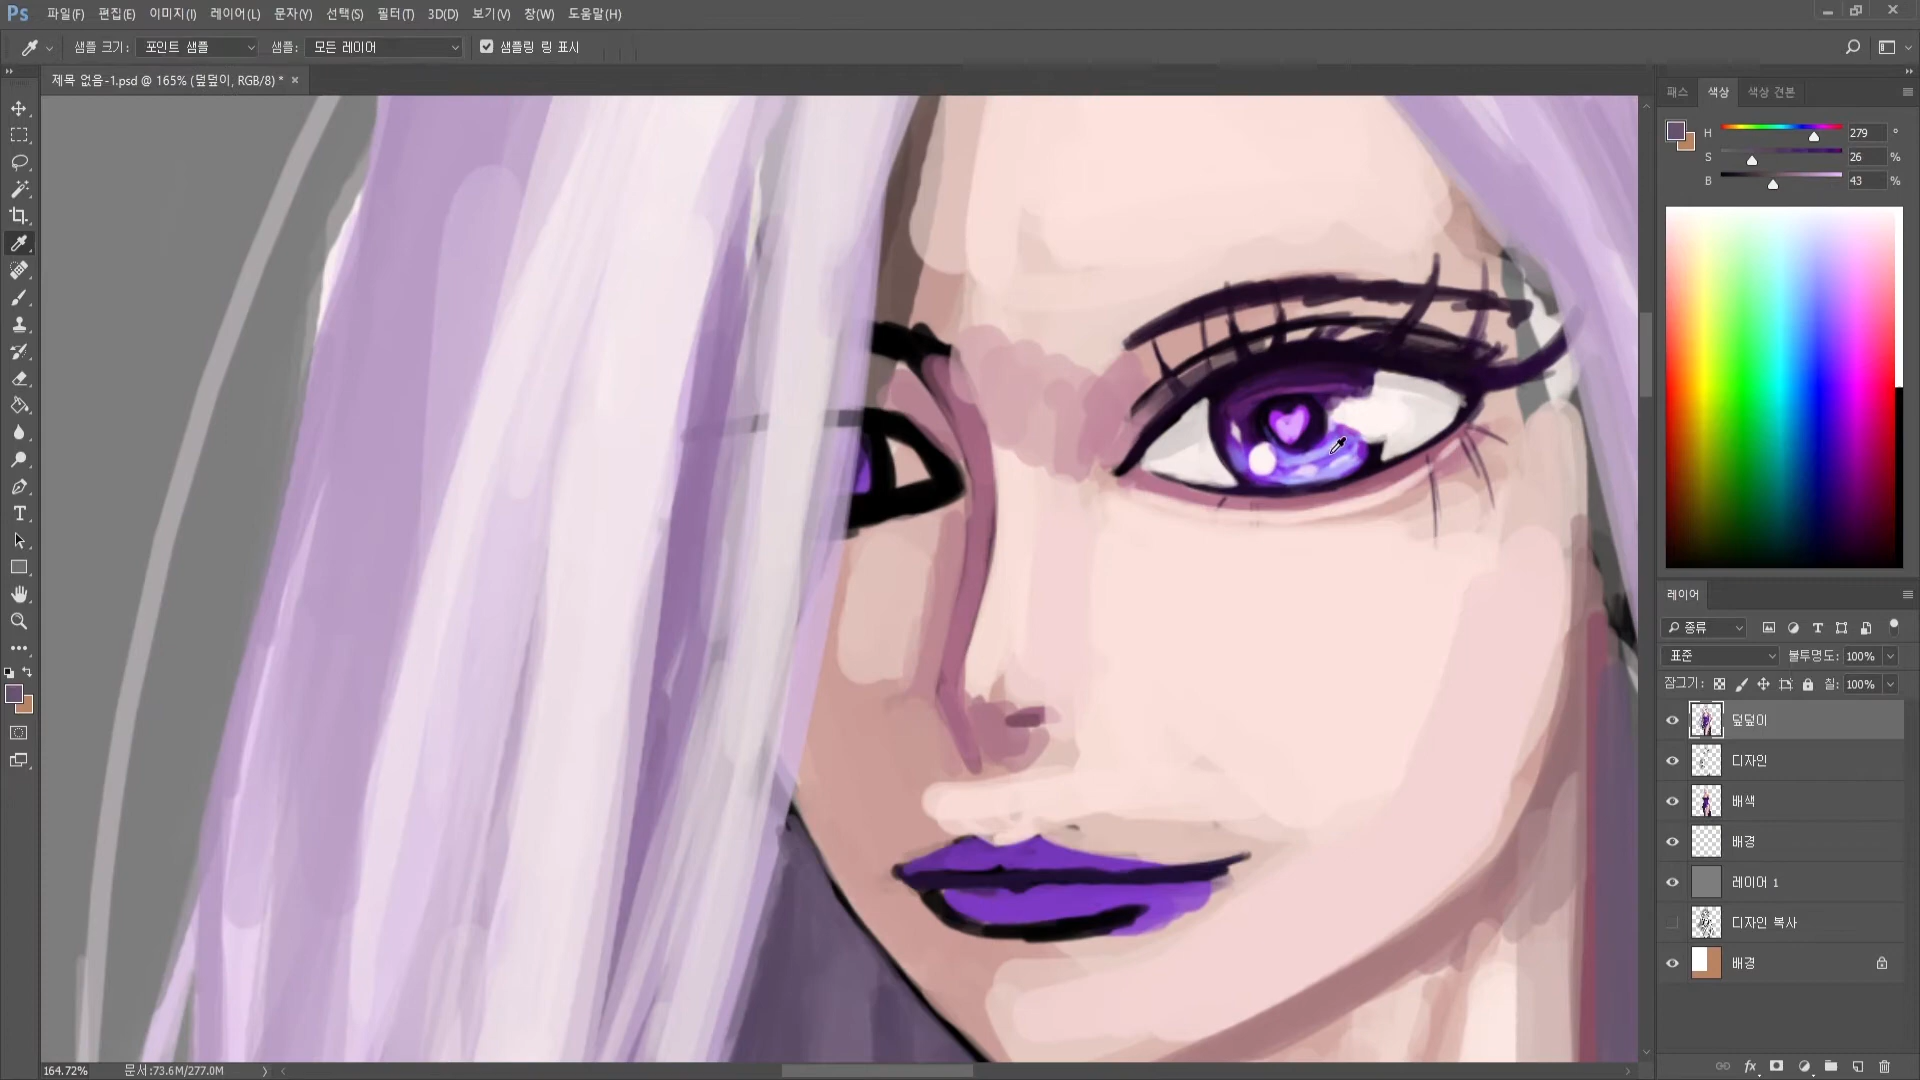 Ps 파일(F) 편집(E) 이미지(I) 레이어(L) 문자(Y) 선택(S) 필터(T) 3D(D) 보기(V) 창(W) 도움말(H)
샘플 크기: 포인트 샘플 샘플: 모든 레이어 샘플링 링 표시
제목 없음-1.psd @ 165% (덮덮이, RGB/8) * ×
패스 색상 색상 견본
H 279 °
S 26 %
B 43 %
레이어
종류
표준 불투명도: 100%
잠그기: 칠: 100%
덮덮이
디자인
배색
배경
레이어 1
디자인 복사
배경
164.72% 문서:73.6M/277.0M